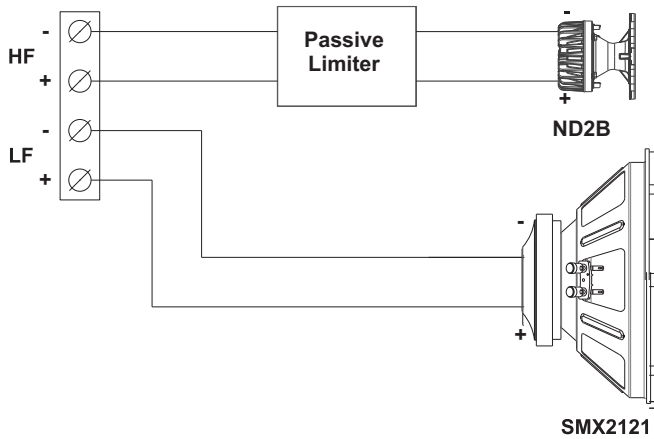 -
HF
+
-
LF
+
Passive
Limiter
-
+
ND2B
-
+
SMX2121